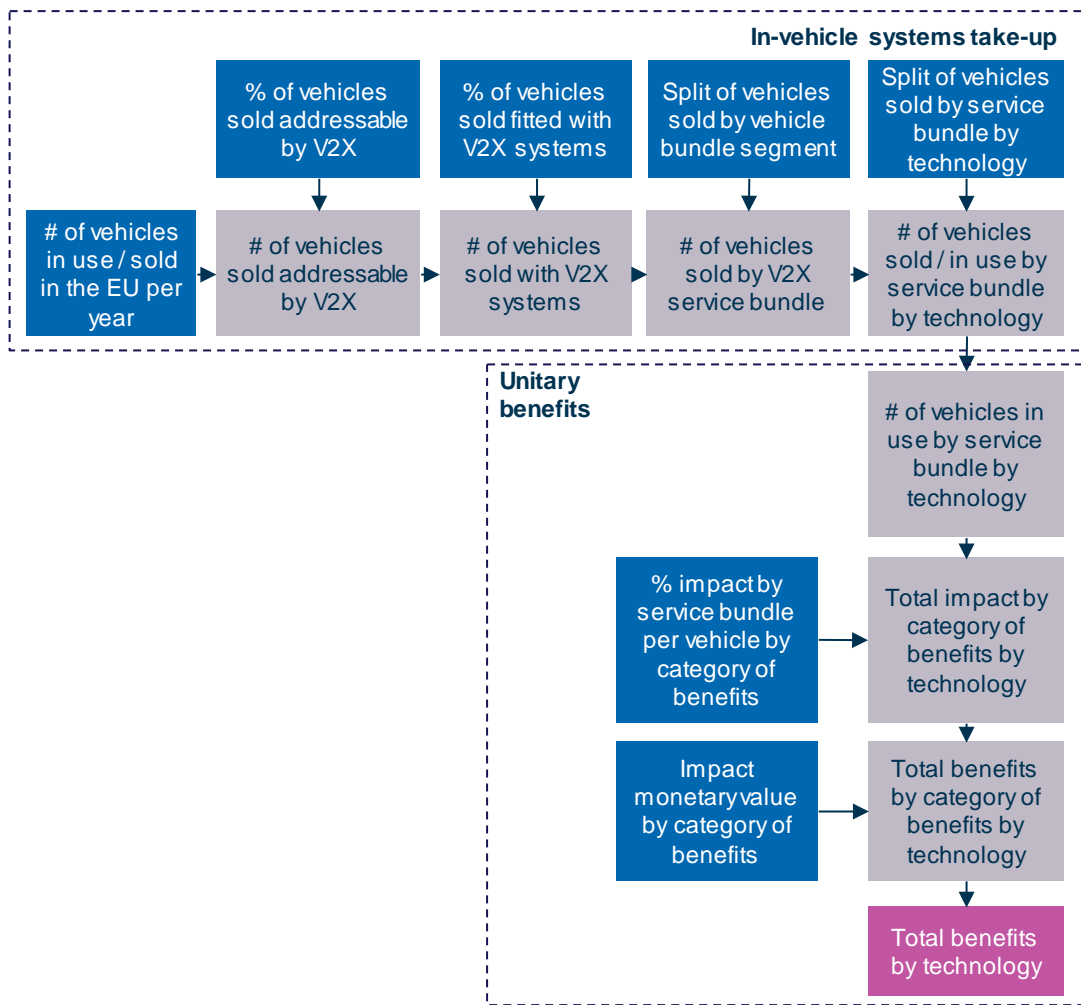 In-vehicle systems take-up
% of vehicles
sold addressable
by V2X
% of vehicles
sold fitted with
V2X systems
Split of vehicles
sold by vehicle
bundle segment
Split of vehicles
sold by service
bundle by
technology
# of vehicles
in use / sold
in the EU per
year
# of vehicles
sold addressable
by V2X
# of vehicles
sold with V2X
systems
# of vehicles
sold by V2X
service bundle
# of vehicles
sold / in use by
service bundle
by technology
Unitary
benefits
# of vehicles in
use by service
bundle by
technology
% impact by
service bundle
per vehicle by
category of
benefits
Total impact by
category of
benefits by
technology
Impact
monetary value
by category of
benefits
Total benefits
by category of
benefits by
technology
Total benefits
by technology